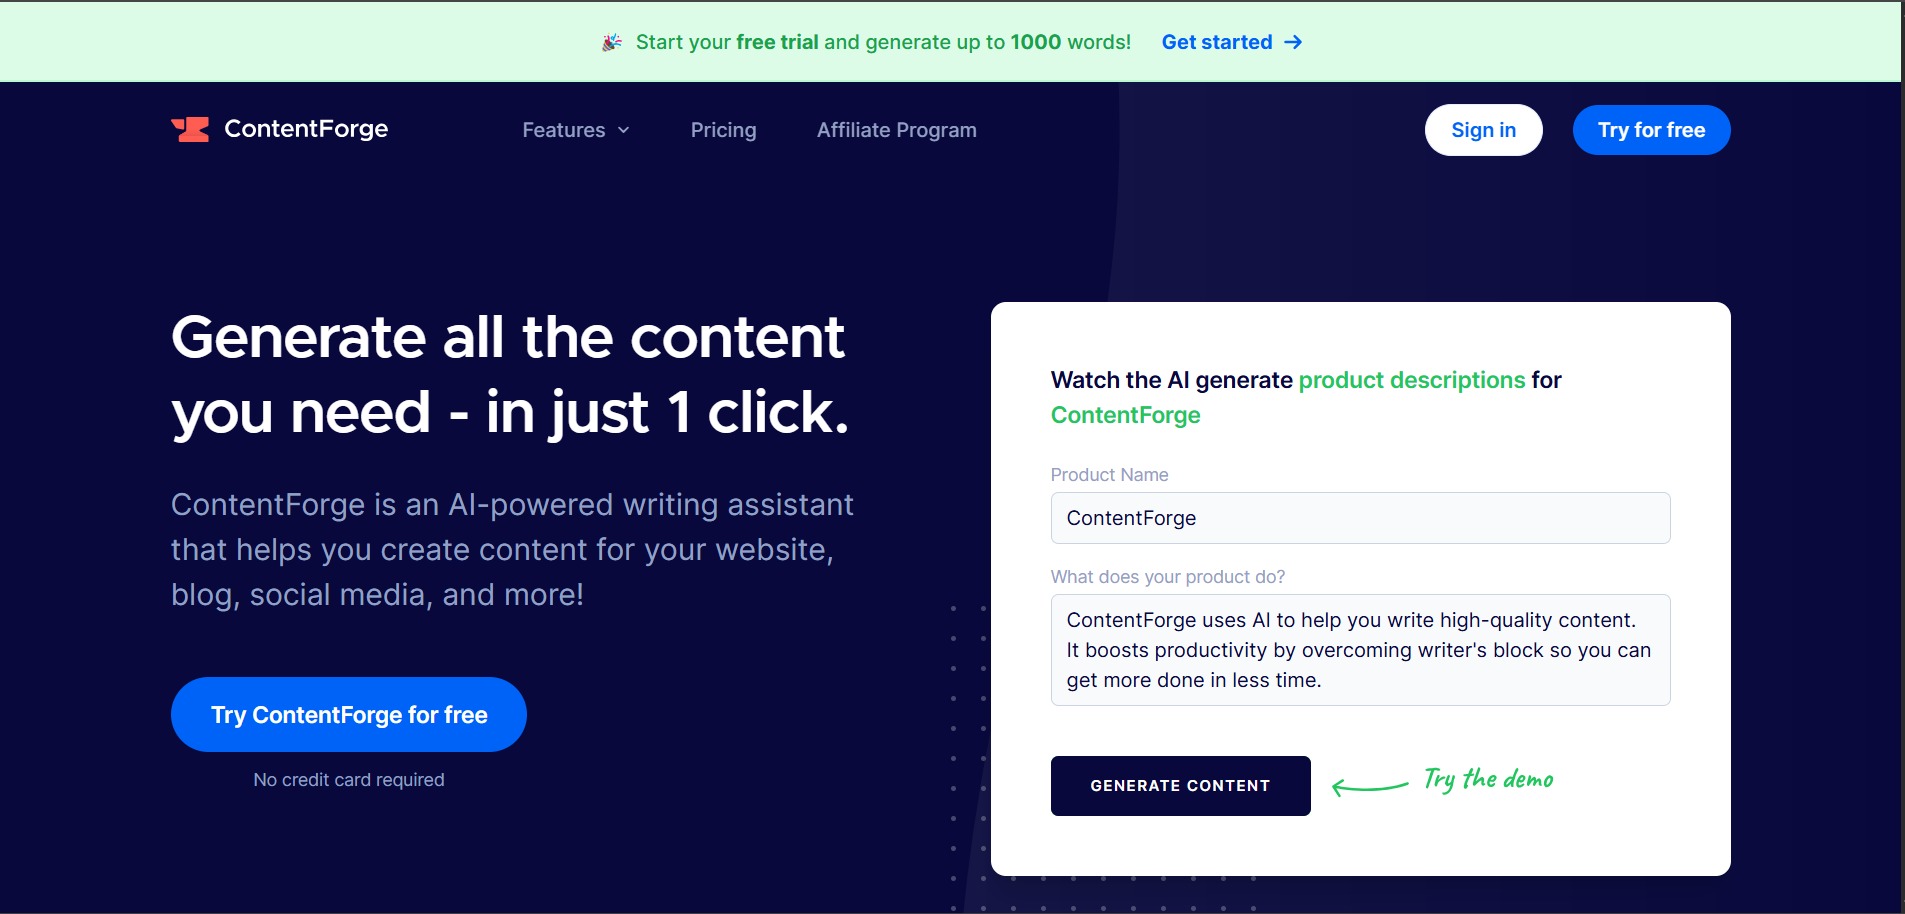 🎉 Start your free trial and generate up to 1000 words! Get started →
ContentForge
Features
Pricing
Affiliate Program
Sign in
Try for free
Generate all the content
you need - in just 1 click.
ContentForge is an AI-powered writing assistant
that helps you create content for your website,
blog, social media, and more!
Try ContentForge for free
No credit card required
Watch the AI generate product descriptions for
ContentForge
Product Name
ContentForge
What does your product do?
ContentForge uses AI to help you write high-quality content.
It boosts productivity by overcoming writer's block so you can
get more done in less time.
GENERATE CONTENT
Try the demo